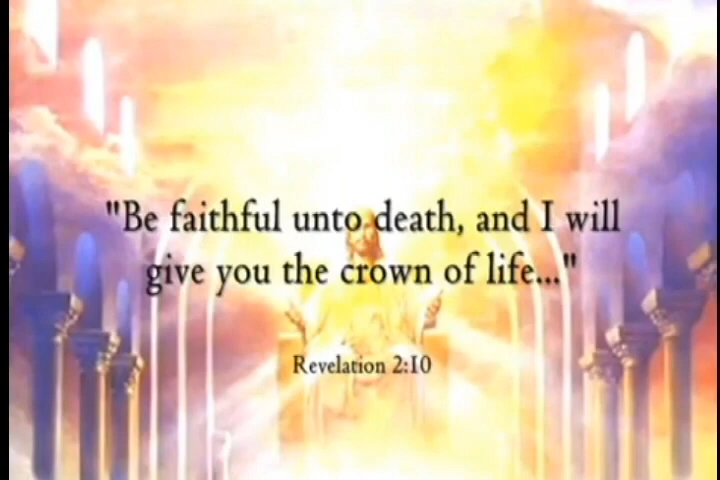 "Be faithful unto death, and I will
give you the crown of life..."
Revelation 2:10